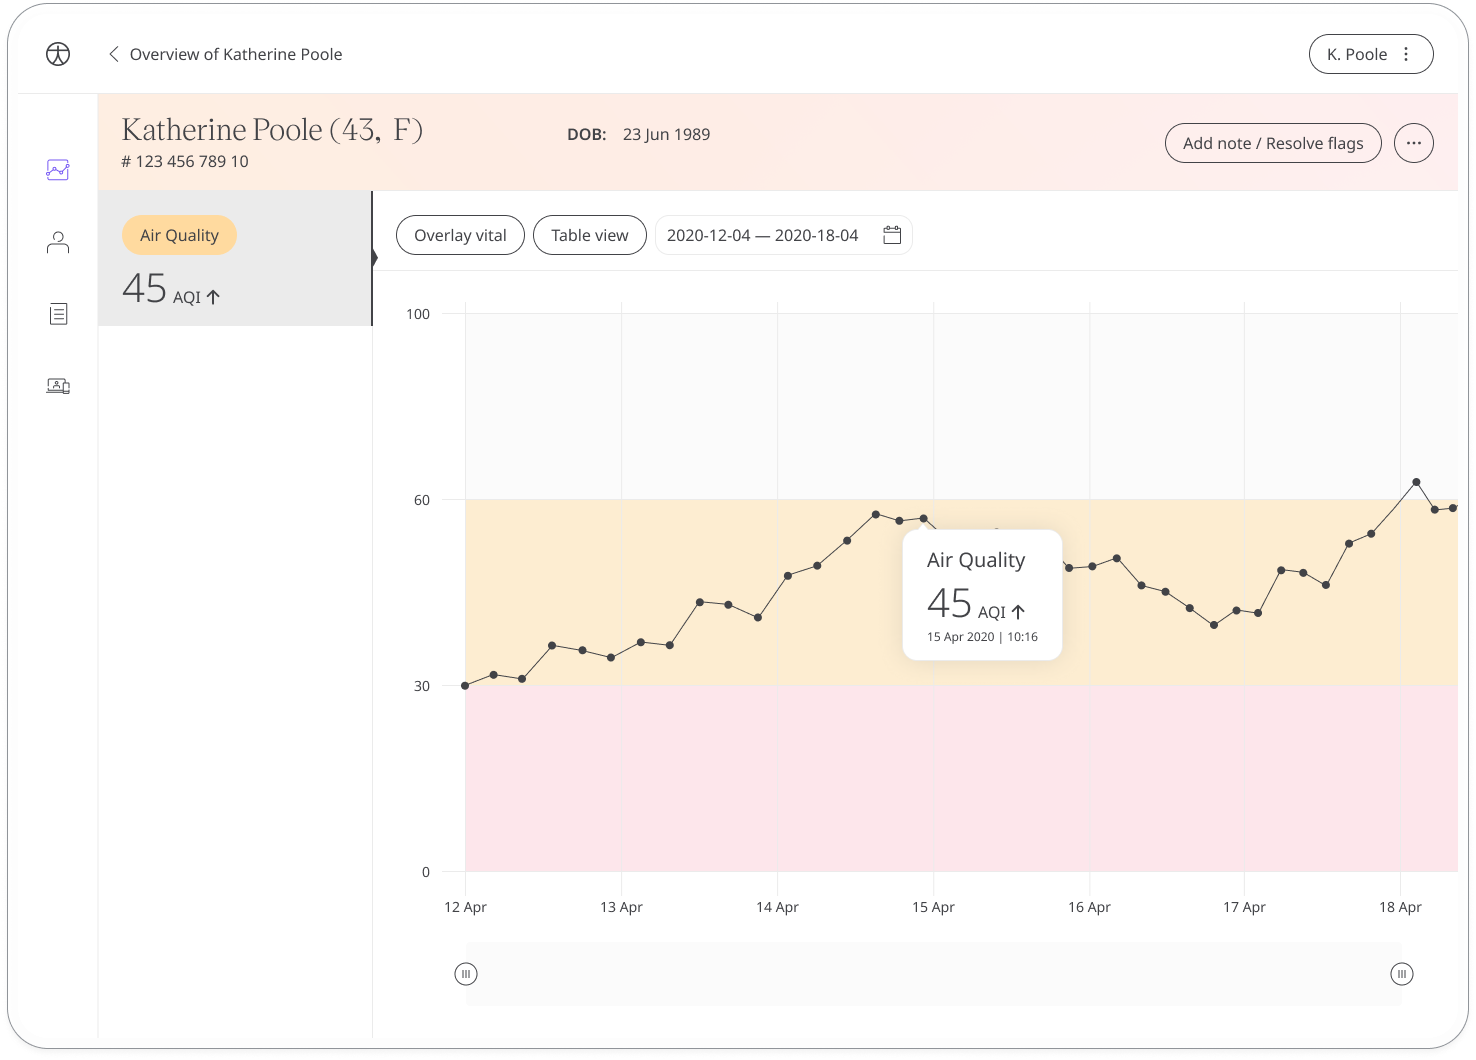 Overview of Katherine Poole
K. Poole
Katherine Poole (43, F)
# 123 456 789 10
DOB: 23 Jun 1989
Add note / Resolve flags
Air Quality
45 AQI
Overlay vital
Table view
2020-12-04 — 2020-18-04
100
60
30
0
Air Quality
45 AQI
15 Apr 2020 | 10:16
12 Apr
13 Apr
14 Apr
15 Apr
16 Apr
17 Apr
18 Apr